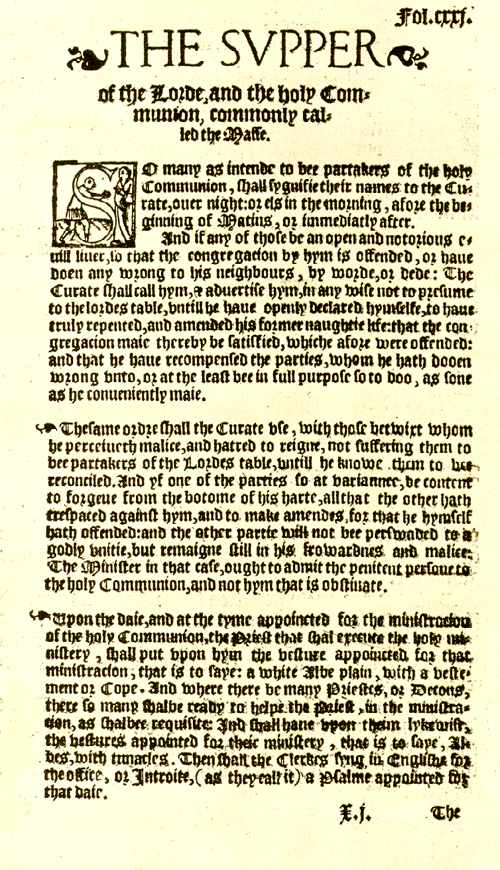 Fol.cxxj.
THE SVPPER
of the Lorde, and the holy Com-
munion, commonly cal-
led the Masse.
SO many as intende to bee partakers of the holy
Communion, shall sygnifie their names to the Cu-
rate, ouer night: or els in the morning, afore the be-
ginning of Matins, or immediatly after.
And if any of those be an open and notorious e-
uill liuer, so that the congregacion by hym is offended, or haue
doen any wrong to his neighbours, by worde, or dede: The
Curate shall call hym, & aduertise hym, in any wise not to presume
to the lordes table, vntill he haue openly declared hymselfe, to haue
truly repented, and amended his former naughtie life: that the con-
gregacion maie thereby be satisfied, whiche afore were offended:
and that he haue recompensed the parties, whom he hath dooen
wrong vnto, or at the least bee in full purpose so to doo, as sone
as he conueniently maie.
Thesame ordre shall the Curate vse, with those betwixt whom
he perceiueth malice, and hatred to reigne, not suffering them to
bee partakers of the Lordes table, vntill he knowe them to bee
reconciled. And yf one of the parties so at variaunce, be content
to forgeue from the botome of his harte, all that the other hath
trespaced against hym, and to make amendes, for that he hymself
hath offended: and the other partie will not bee perswaded to a
godly vnitie, but remaigne still in his frowardnes and malice:
The Minister in that case, ought to admit the penitent persone to
the holy Communion, and not hym that is obstinate.
Upon the daie, and at the tyme appoincted for the ministracion
of the holy Communion, the Priest that shal execute the holy mi-
nistery, shall put vpon hym the vesture appoincted for that
ministracion, that is to saye: a white Albe plain, with a veste-
ment or Cope. And where there be many Priestes, or Decons,
there so many shalbe ready to helpe the Priest, in the ministra-
cion, as shalbee requisite: And shall haue vpon them lykewise,
the vestures appointed for their ministery, that is to saye, Al-
bes, with tunacles. Then shall the Clerkes syng in Englishe for
the office, or Introite, (as they call it) a Psalme appointed for
that daie.
X.j. The